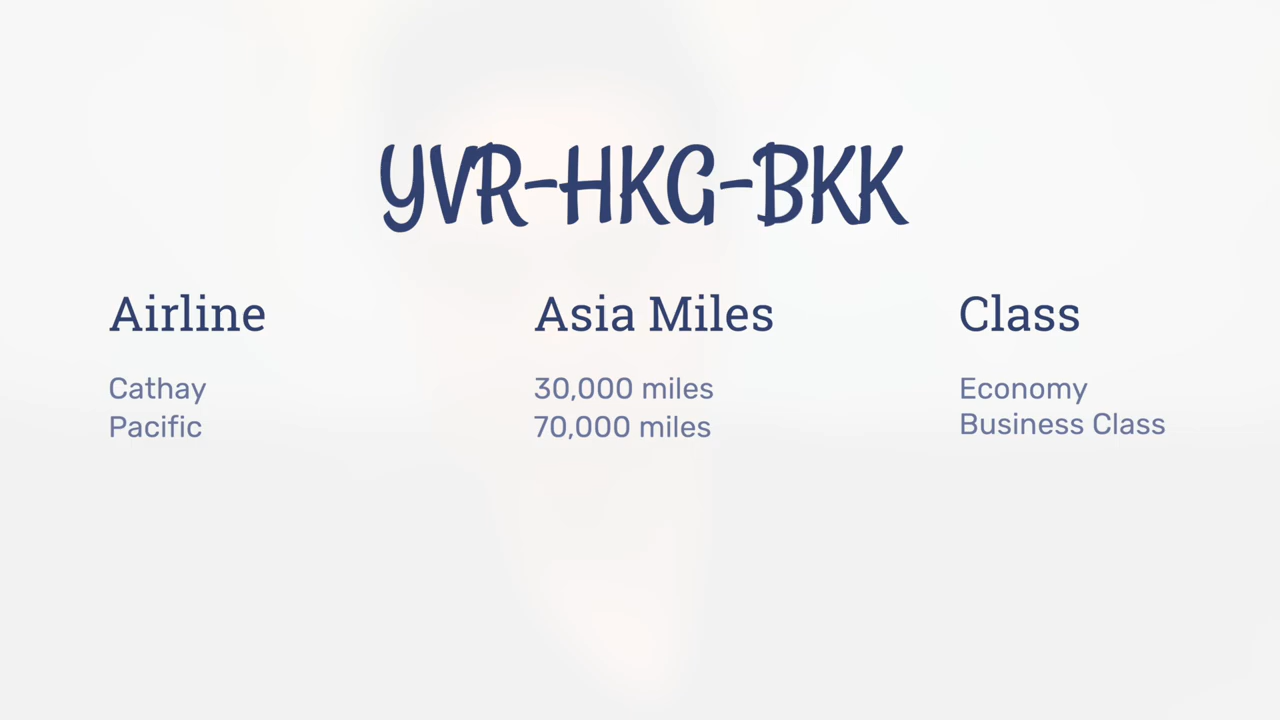 YVR-HKG-BKK
Airline
Cathay
Pacific
Asia Miles
30,000 miles
70,000 miles
Class
Economy
Business Class